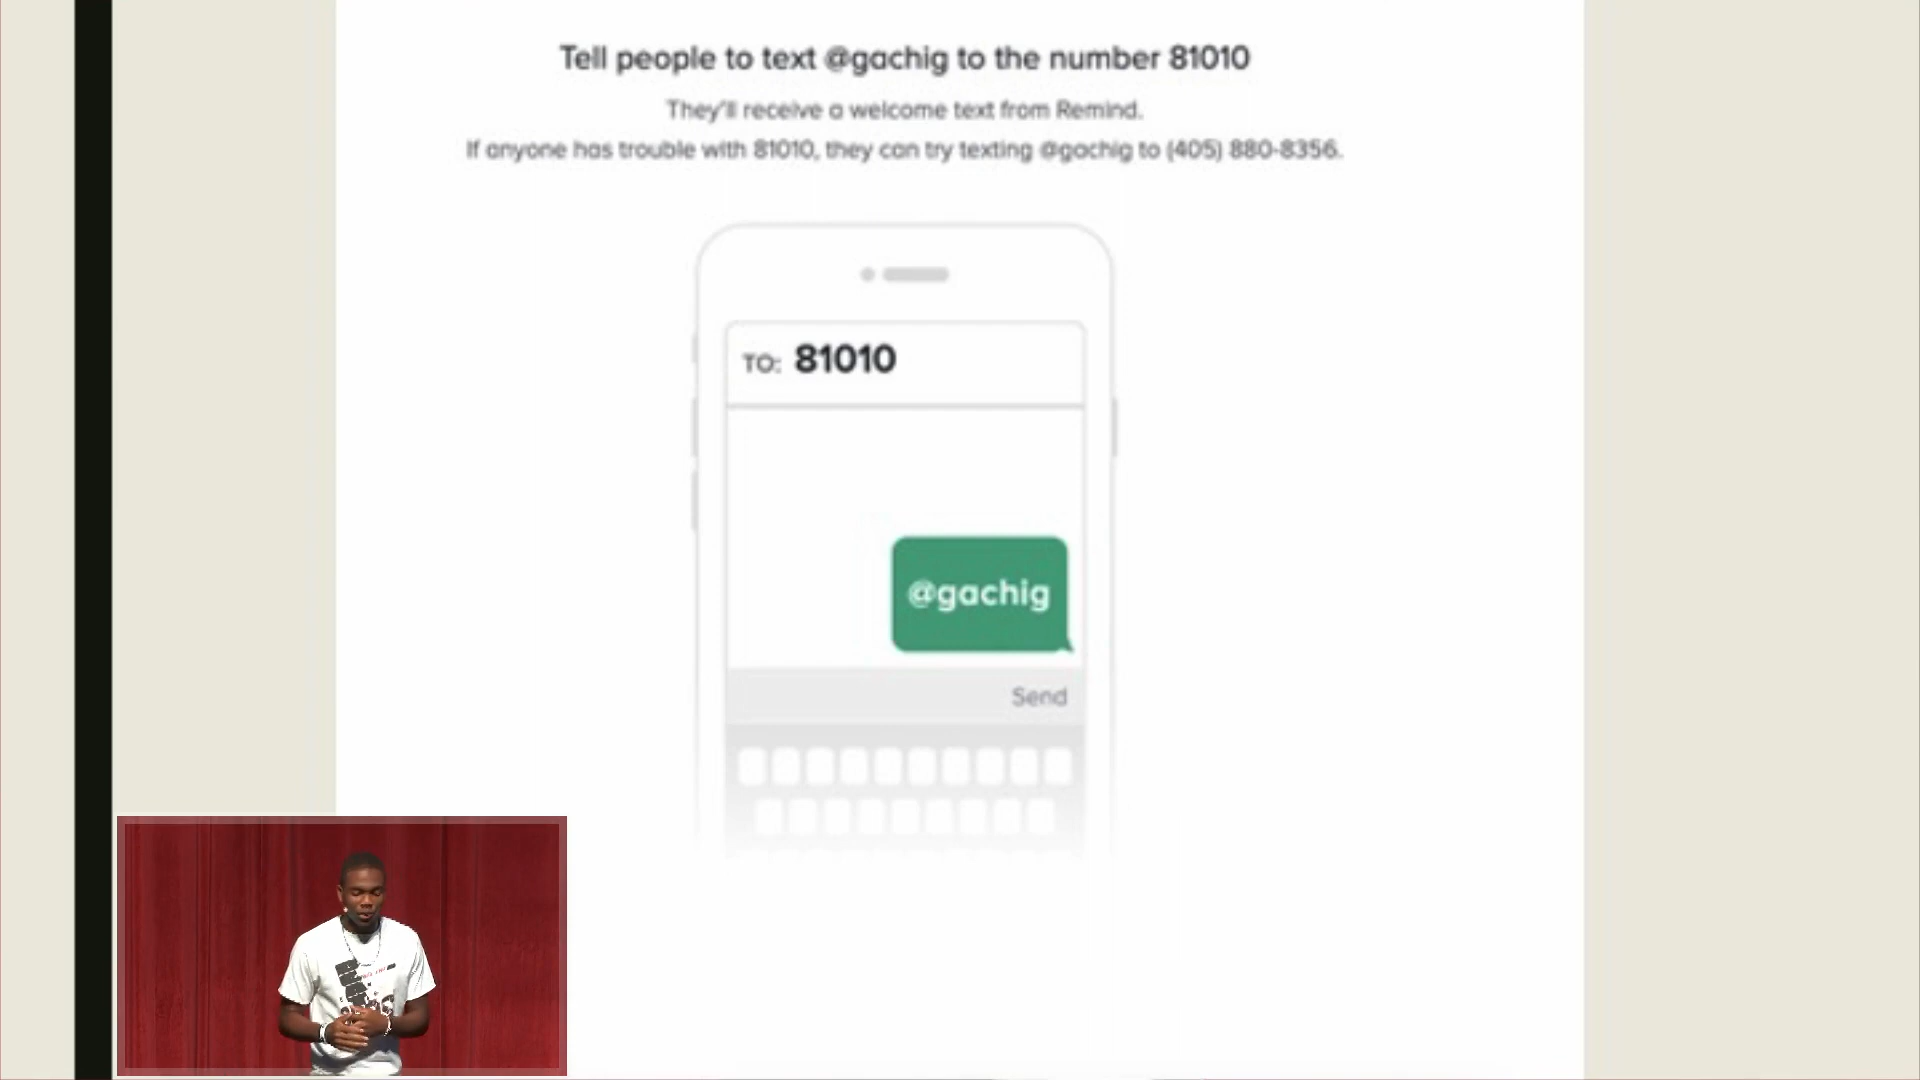 Tell people to text @gachig to the number 81010
They'll receive a welcome text from Remind.
If anyone has trouble with 81010, they can try texting @gachig to (405) 880-8356.
TO: 81010
@gachig
Send